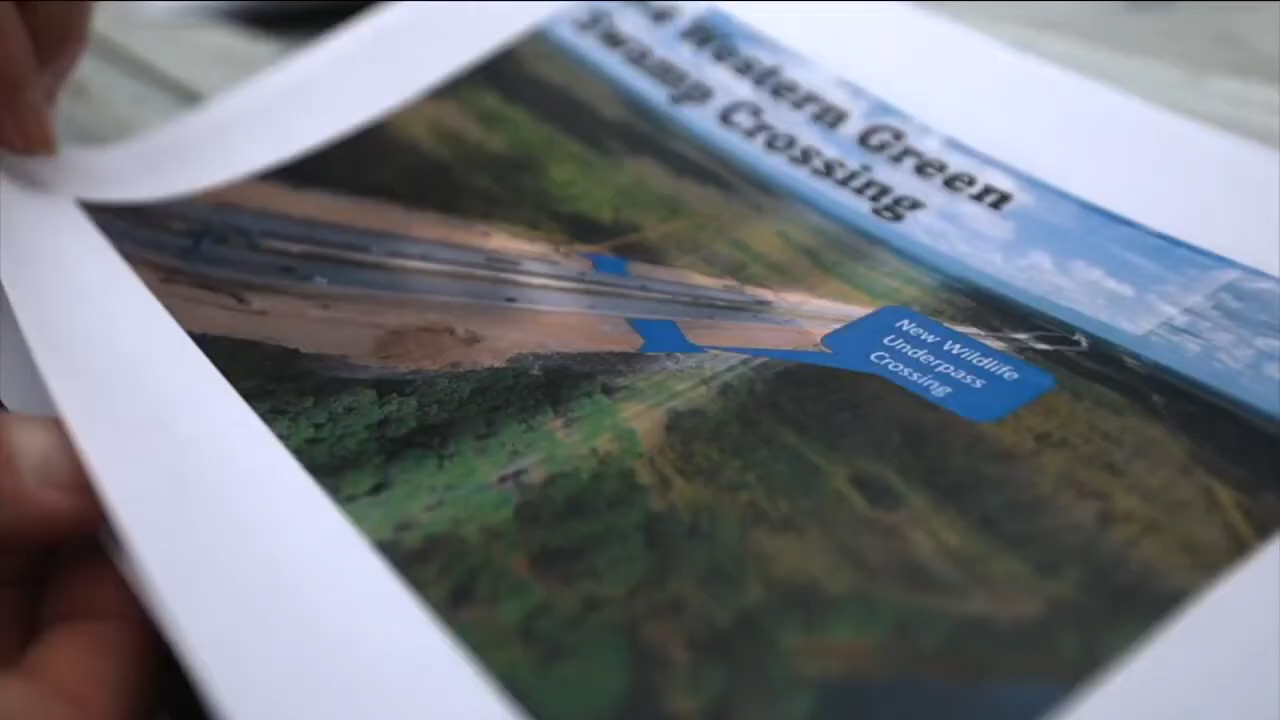 Western Green
Swamp Crossing
New Wildlife
Underpass
Crossing